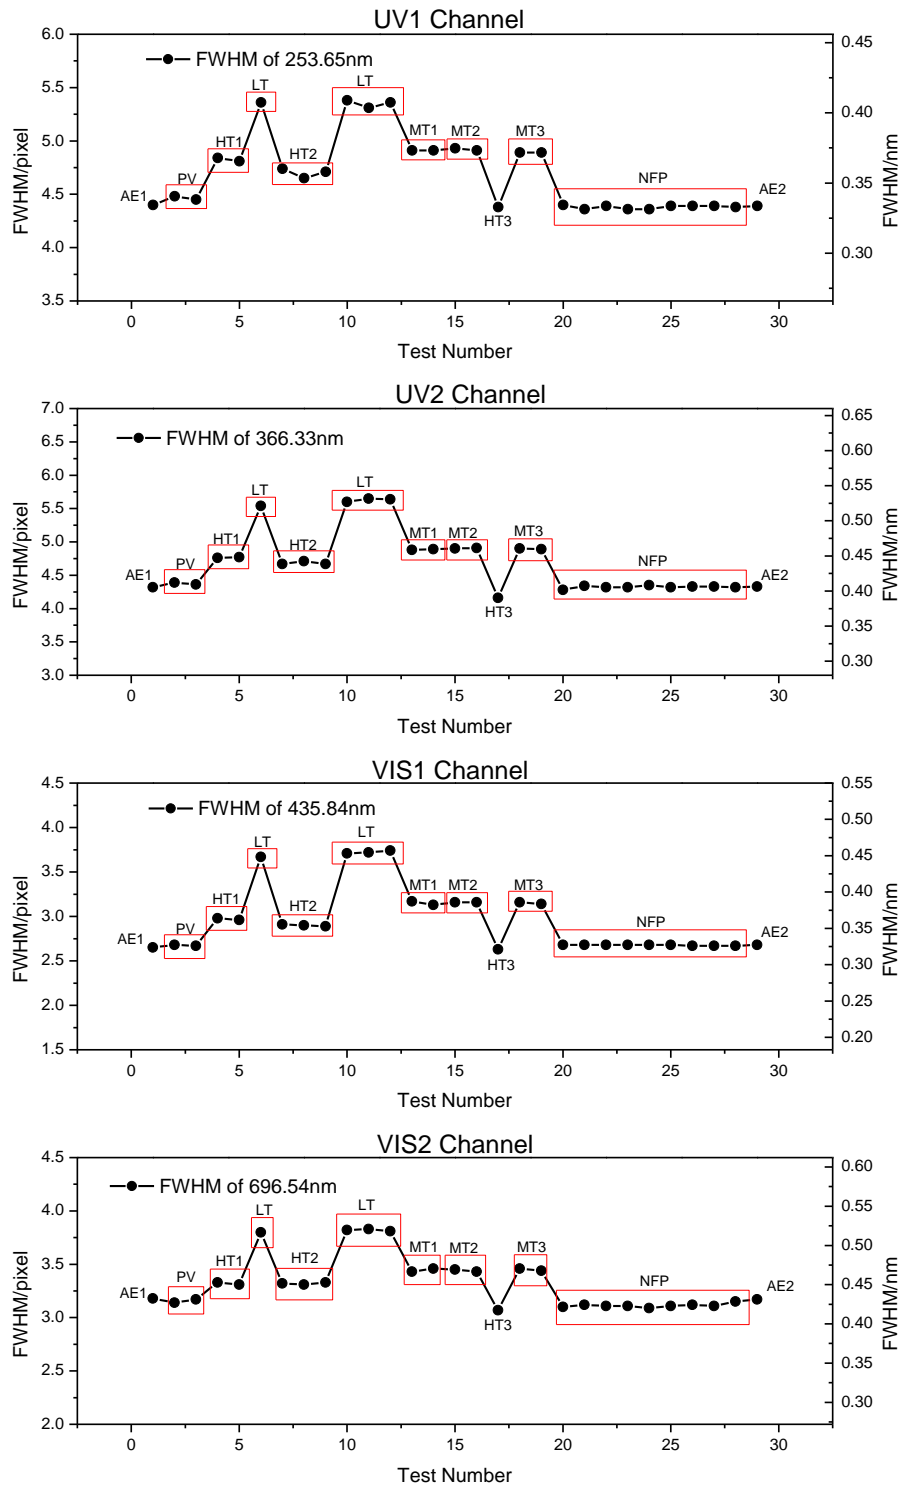 UV1 Channel
6.0
0.45
FWHM of 253.65nm
5.5
LT
LT
0.40
5.0
HT1
HT2
MT1
MT2
MT3
FWHM/pixel
FWHM/nm
4.5
AE1
PV
HT3
NFP
AE2
0.35
4.0
0.30
3.5
0
5
10
15
20
25
30
Test Number
UV2 Channel
7.0
0.65
6.5
FWHM of 366.33nm
0.60
6.0
0.55
5.5
LT
LT
0.50
5.0
HT1
HT2
MT1
MT2
MT3
FWHM/pixel
FWHM/nm
0.45
4.5
AE1
PV
HT3
NFP
AE2
0.40
4.0
0.35
3.5
0.30
3.0
0
5
10
15
20
25
30
Test Number
VIS1 Channel
4.5
0.55
FWHM of 435.84nm
0.50
4.0
LT
LT
0.45
3.5
HT1
HT2
MT1
MT2
MT3
0.40
FWHM/pixel
FWHM/nm
3.0
AE1
PV
HT3
NFP
AE2
0.35
2.5
0.30
2.0
0.25
1.5
0.20
0
5
10
15
20
25
30
Test Number
VIS2 Channel
4.5
0.60
FWHM of 696.54nm
4.0
LT
LT
0.55
3.5
HT1
HT2
MT1
MT2
MT3
0.50
FWHM/pixel
FWHM/nm
0.45
3.0
AE1
PV
HT3
NFP
AE2
0.40
2.5
0.35
2.0
0.30
0
5
10
15
20
25
30
Test Number